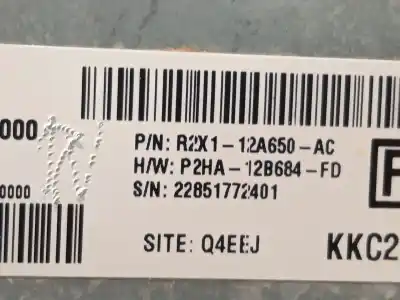 000
P/N: R2X1-12A650-AC
H/W: P2HA-12B684-FD
0000
S/N: 22851772401
SITE: Q4EEJ
KKC2